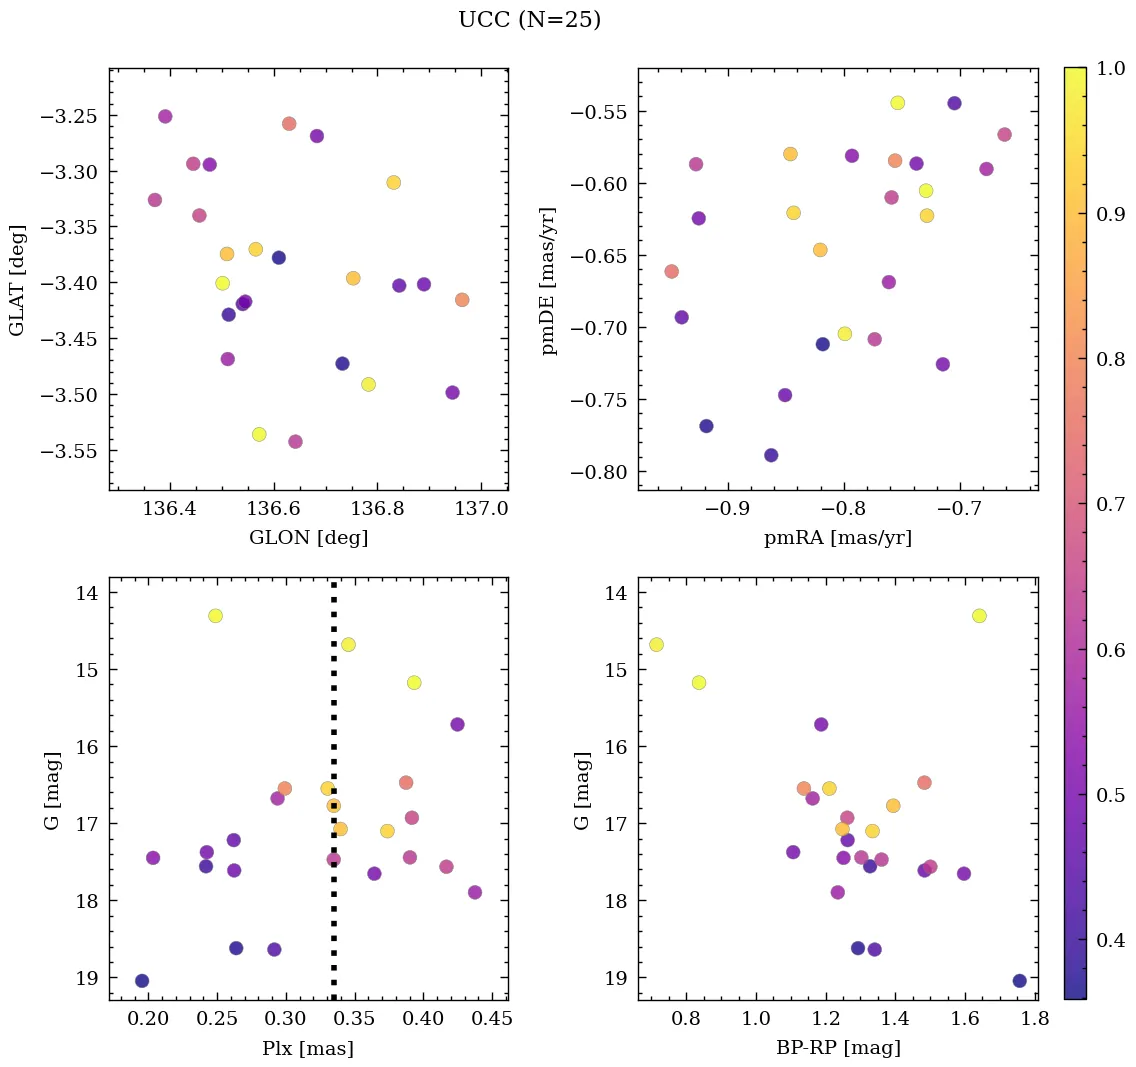 UCC (N=25)
−3.25
−3.30
−3.35
−3.40
−3.45
−3.50
−3.55
GLAT [deg]
136.4 136.6 136.8 137.0
GLON [deg]
−0.55
−0.60
−0.65
−0.70
−0.75
−0.80
pmDE [mas/yr]
−0.9 −0.8 −0.7
pmRA [mas/yr]
14
15
16
17
18
19
G [mag]
0.20 0.25 0.30 0.35 0.40 0.45
Plx [mas]
14
15
16
17
18
19
G [mag]
0.8 1.0 1.2 1.4 1.6 1.8
BP-RP [mag]
1.0
0.9
0.8
0.7
0.6
0.5
0.4